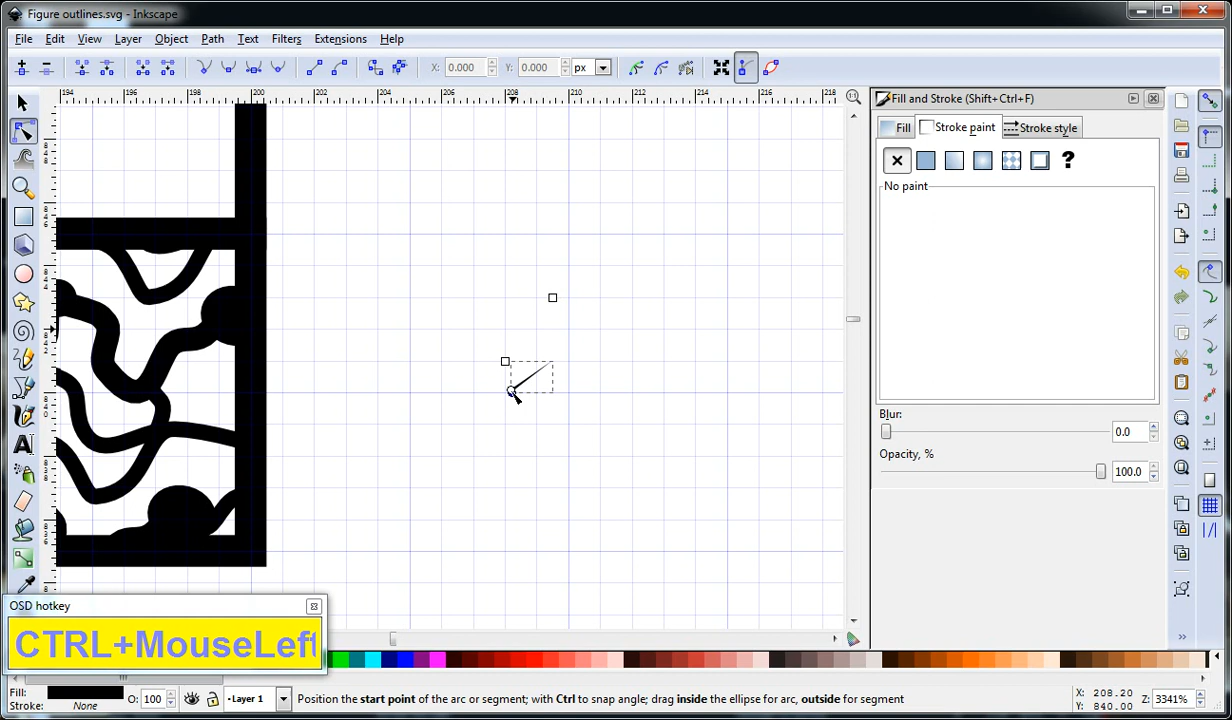 Figure outlines.svg - Inkscape
File Edit View Layer Object Path Text Filters Extensions Help
X: 0.000 Y: 0.000 px
194 196 198 200 202 204 206 208 210 212 214 216 218
Fill and Stroke (Shift+Ctrl+F)
Fill Stroke paint Stroke style
?
No paint
Blur:
0.0
Opacity, %
100.0
OSD hotkey
CTRL+MouseLeft
Fill:
Stroke: None
O: 100
Layer 1
Position the start point of the arc or segment; with Ctrl to snap angle; drag inside the ellipse for arc, outside for segment
X: 208.20
Y: 840.00
Z: 3341%